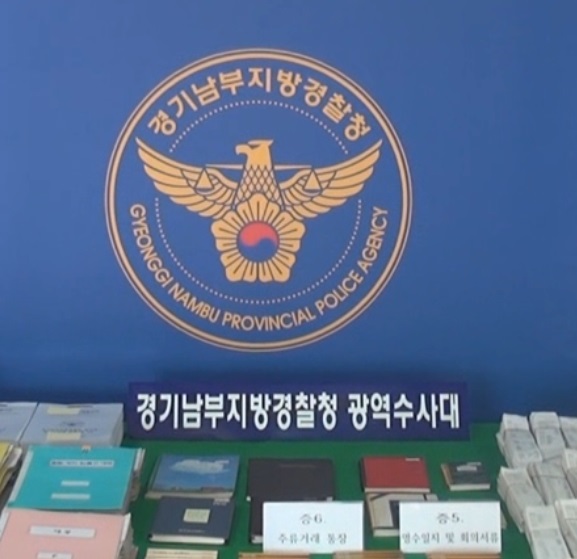 경기남부지방경찰청
GYEONGGI NAMBU PROVINCIAL POLICE AGENCY
경기남부지방경찰청 광역수사대
증6.
주류거래 통장
증5.
영수일지 및 회의서류